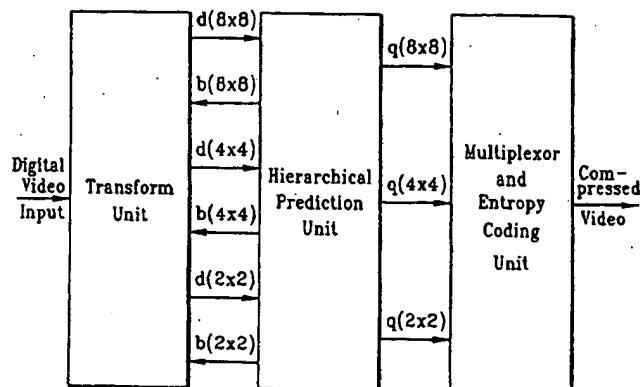 Digital
Video
Input
Transform
Unit
d(8x8)
b(8x8)
d(4x4)
b(4x4)
d(2x2)
b(2x2)
Hierarchical
Prediction
Unit
q(8x8)
q(4x4)
q(2x2)
Multiplexor
and
Entropy
Coding
Unit
Com-
pressed
Video